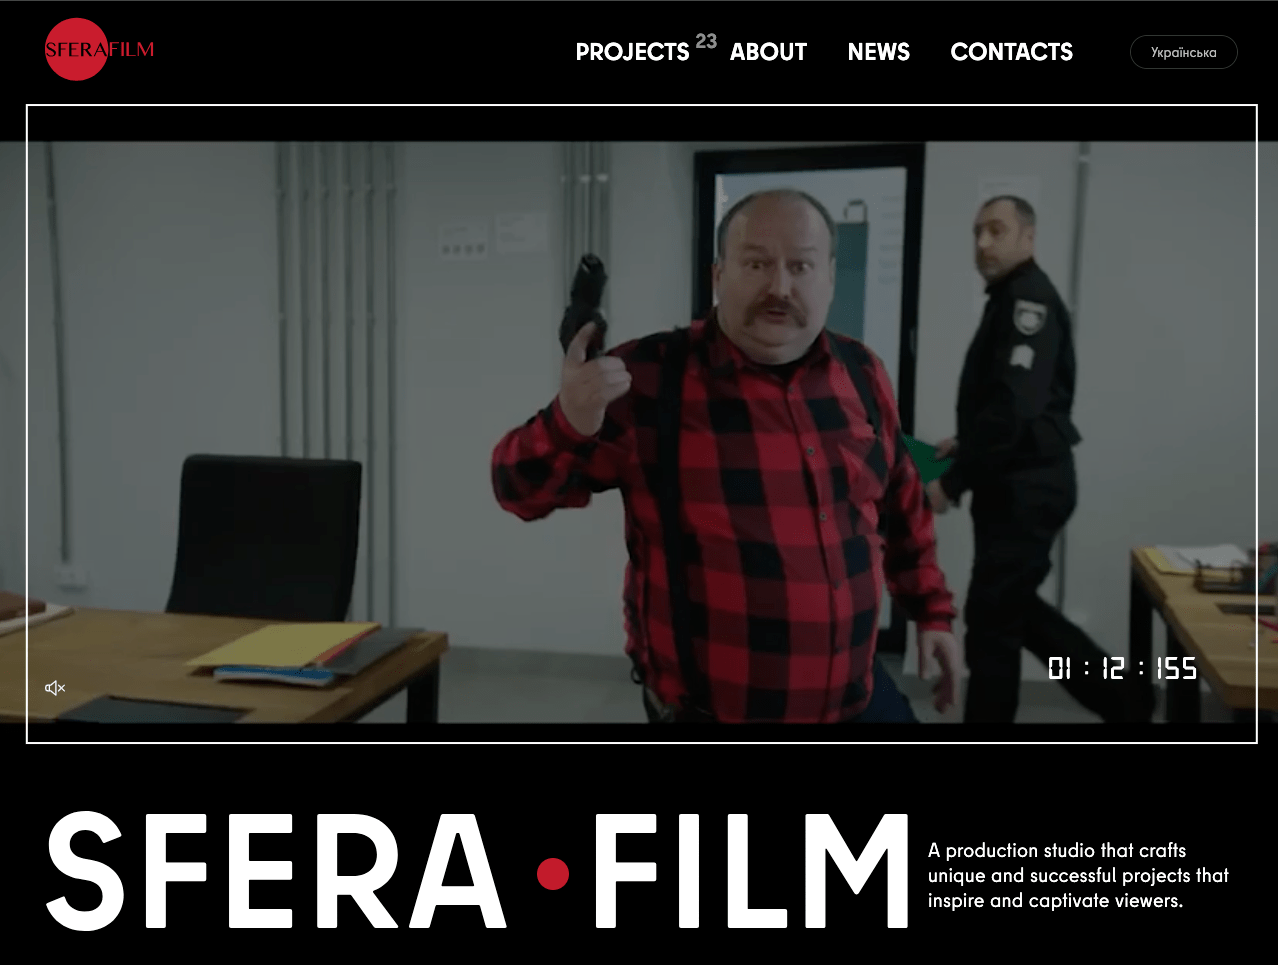 SFERAFILM
PROJECTS 23 ABOUT NEWS CONTACTS Українська
01 : 12 : 155
SFERA • FILM
A production studio that crafts
unique and successful projects that
inspire and captivate viewers.